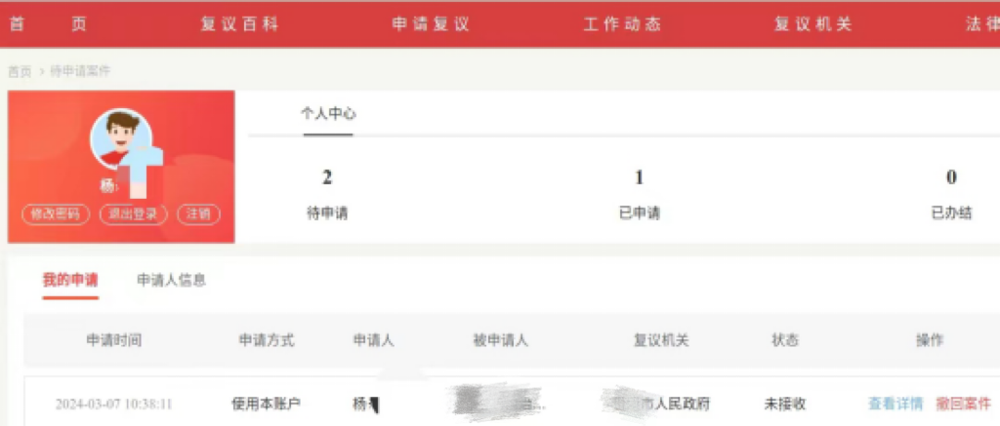 首 页 复议百科 申请复议 工作动态 复议机关 法律
首页 > 待申请案件
个人中心
杨
修改密码 退出登录 注销
2 1 0
待申请 已申请 已办结
我的申请 申请人信息
申请时间 申请方式 申请人 被申请人 复议机关 状态 操作
2024-03-07 10:38:11 使用本账户 杨 ... 市人民政府 未接收 查看详情 撤回案件